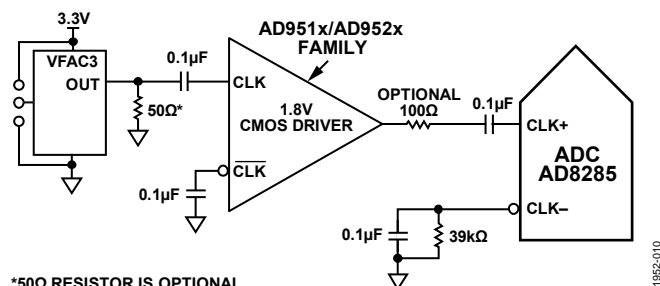 3.3V
VFAC3
OUT
0.1µF
50Ω*
AD951x/AD952x
FAMILY
CLK
1.8V
CMOS DRIVER
CLK
0.1µF
OPTIONAL
100Ω
0.1µF
CLK+
ADC
AD8285
CLK–
0.1µF
39kΩ
*50Ω RESISTOR IS OPTIONAL
1952-010